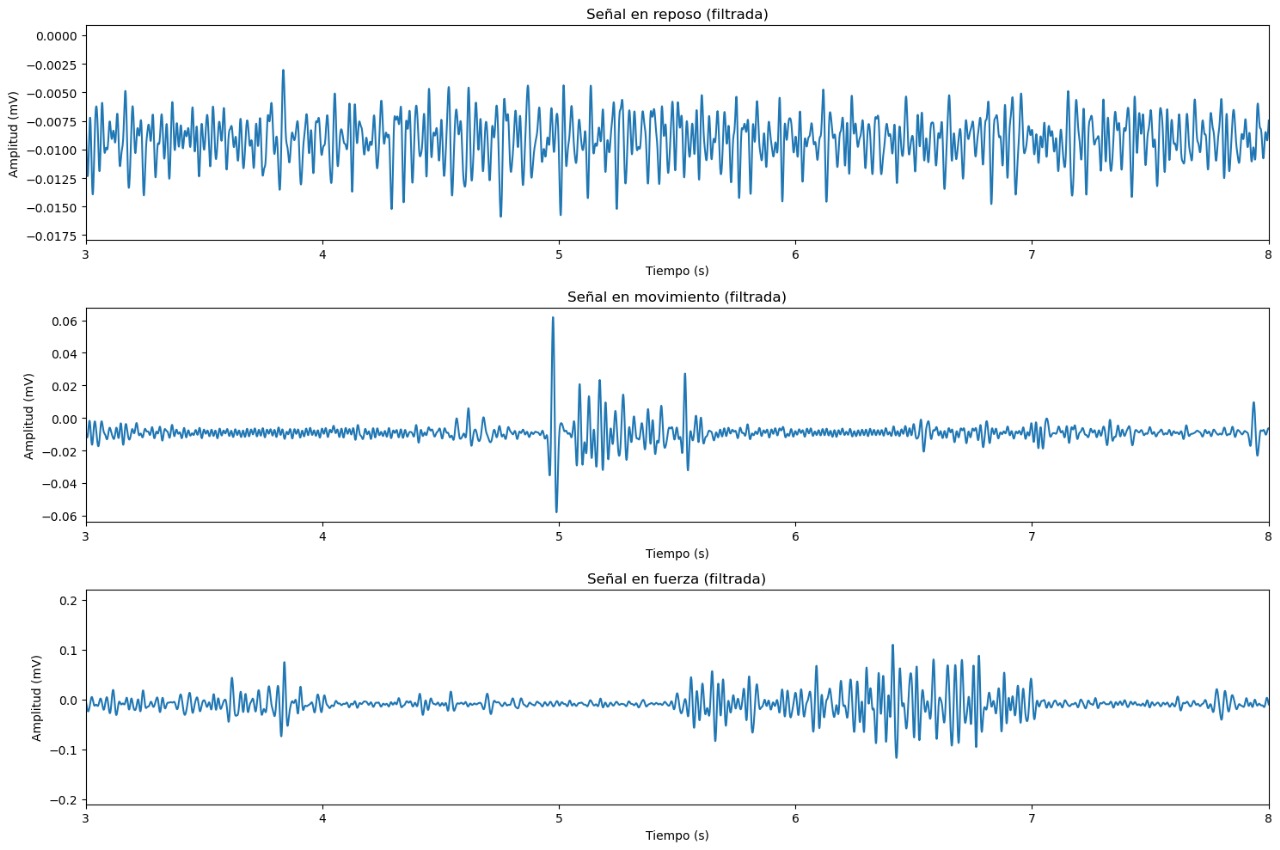 Señal en reposo (filtrada)
0.0000
−0.0025
−0.0050
−0.0075
−0.0100
−0.0125
−0.0150
−0.0175
Amplitud (mV)
3 4 5 6 7 8
Tiempo (s)
Señal en movimiento (filtrada)
0.06
0.04
0.02
0.00
−0.02
−0.04
−0.06
Amplitud (mV)
3 4 5 6 7 8
Tiempo (s)
Señal en fuerza (filtrada)
0.2
0.1
0.0
−0.1
−0.2
Amplitud (mV)
3 4 5 6 7 8
Tiempo (s)